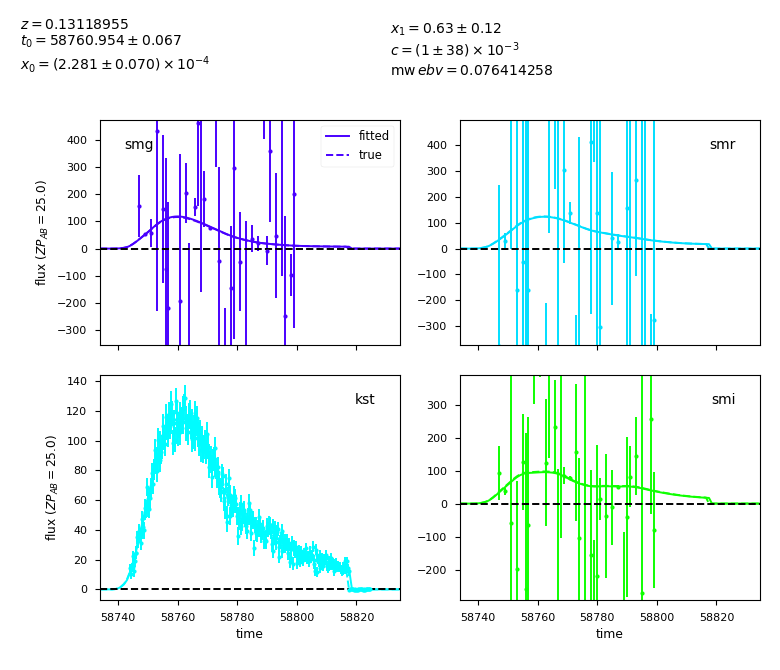 z = 0.13118955
t₀ = 58760.954 ± 0.067
x₀ = (2.281 ± 0.070) × 10⁻⁴
x₁ = 0.63 ± 0.12
c = (1 ± 38) × 10⁻³
mw ebv = 0.076414258
flux (ZP_AB = 25.0)
400
300
200
100
0
−100
−200
−300
smg
fitted
true
400
300
200
100
0
−100
−200
−300
smr
flux (ZP_AB = 25.0)
140
120
100
80
60
40
20
0
kst
58740 58760 58780 58800 58820
time
300
200
100
0
−100
−200
smi
58740 58760 58780 58800 58820
time